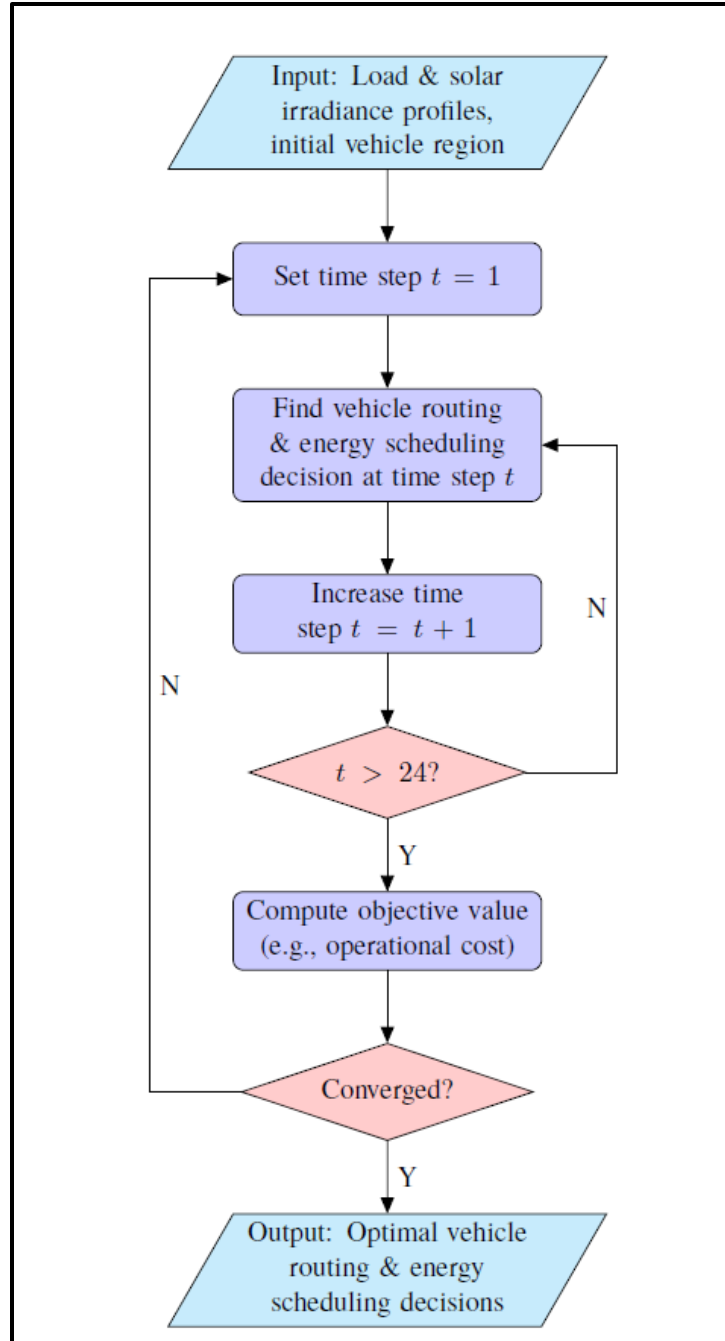 Input: Load & solar
irradiance profiles,
initial vehicle region
Set time step t = 1
Find vehicle routing
& energy scheduling
decision at time step t
Increase time
step t = t + 1
N
N
t > 24?
Y
Compute objective value
(e.g., operational cost)
Converged?
Y
Output: Optimal vehicle
routing & energy
scheduling decisions